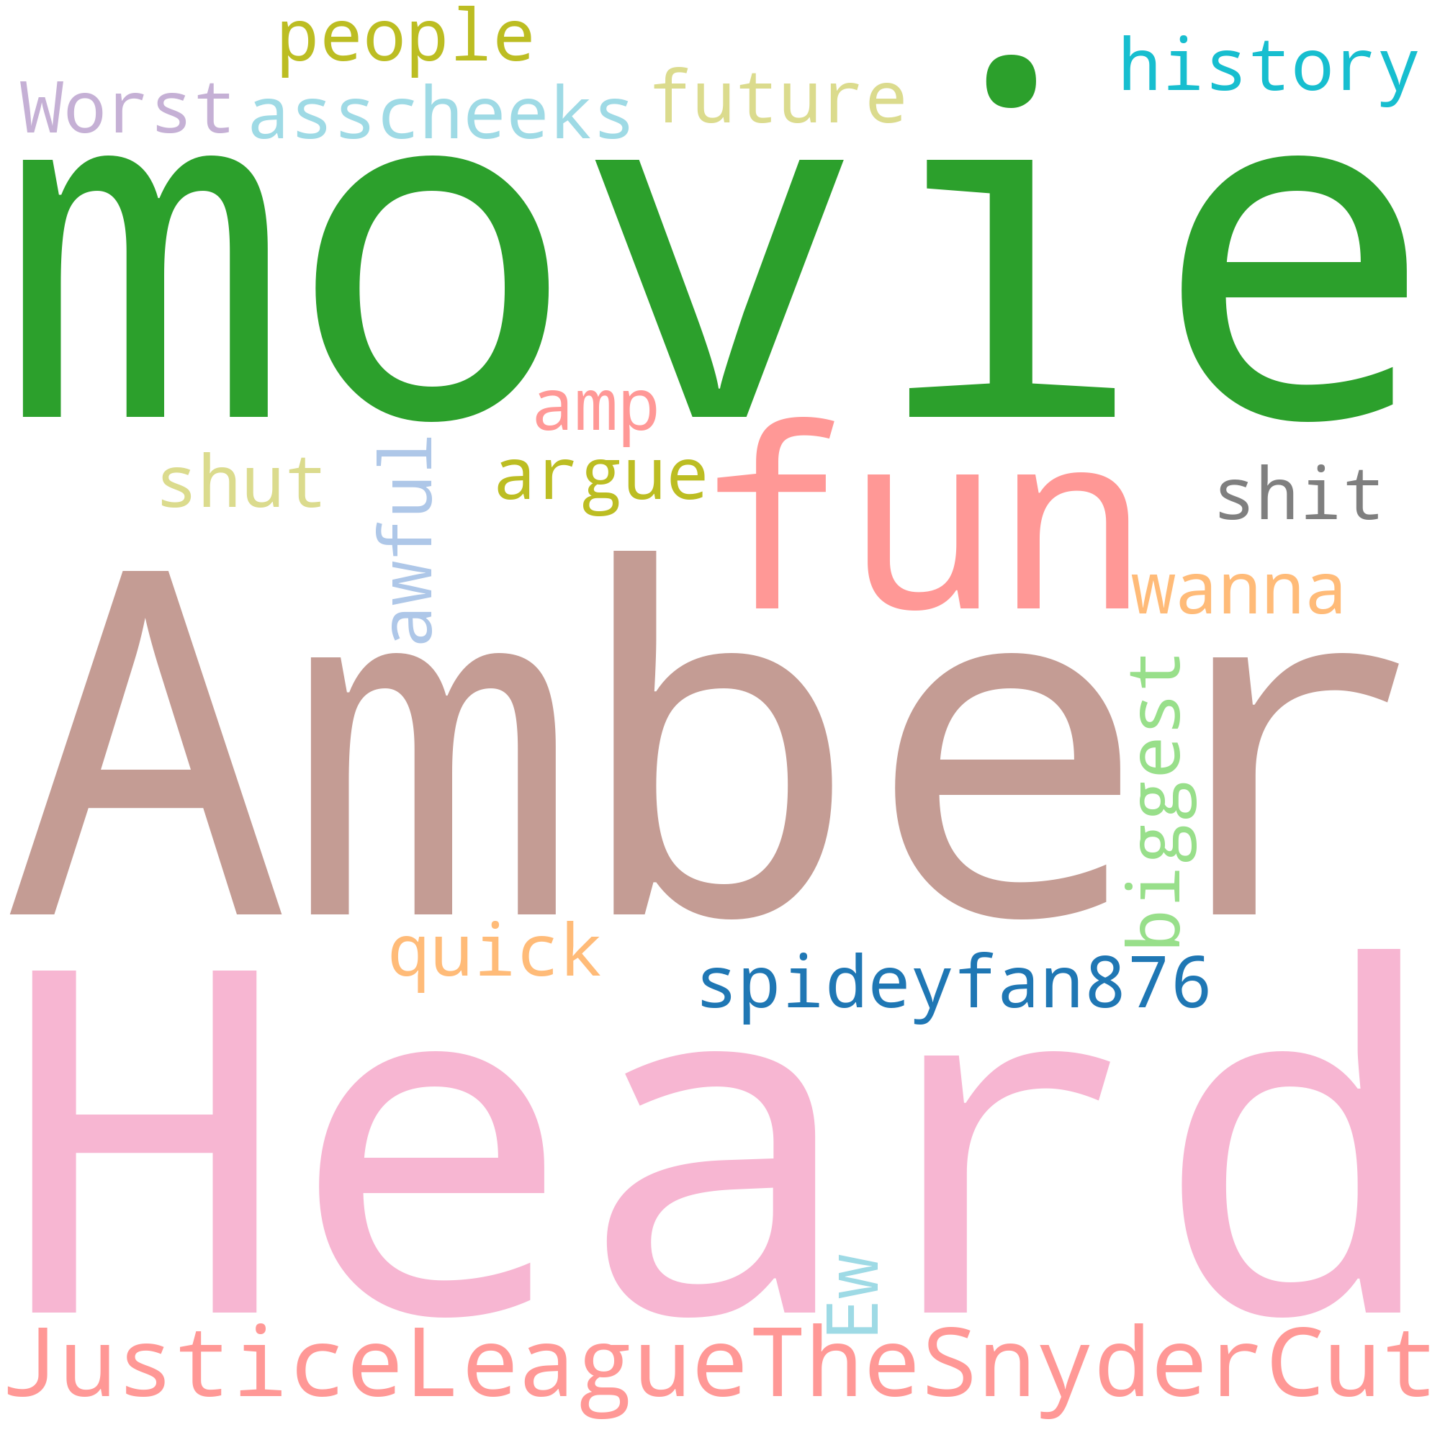 people
history
Worst
asscheeks
future
movie
amp
fun
shut
awful
argue
shit
wanna
Amber
biggest
quick
spideyfan876
Heard
Ew
JusticeLeagueTheSnyderCut